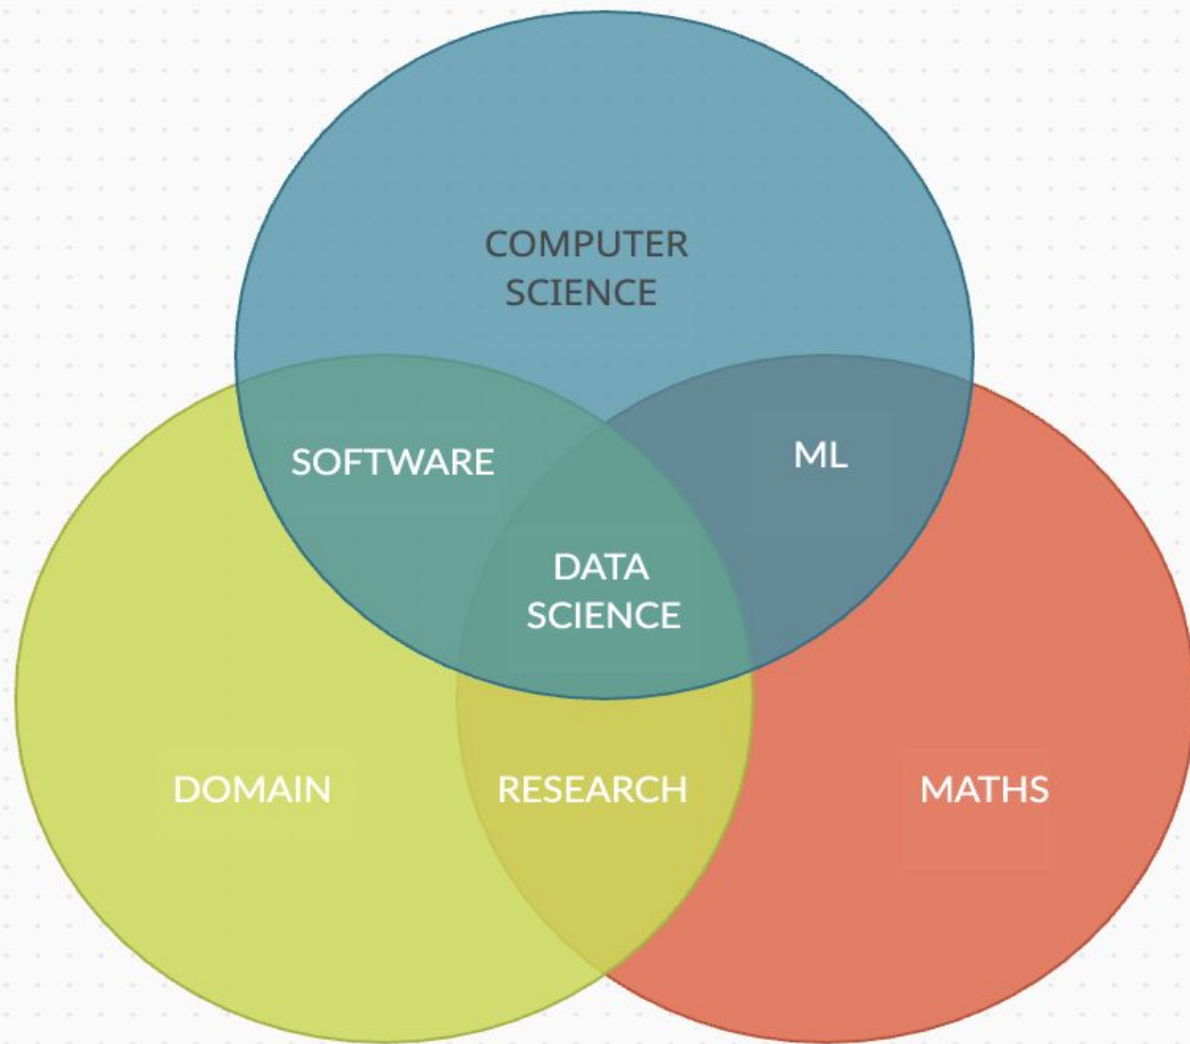 COMPUTER
SCIENCE
SOFTWARE
ML
DATA
SCIENCE
DOMAIN
RESEARCH
MATHS